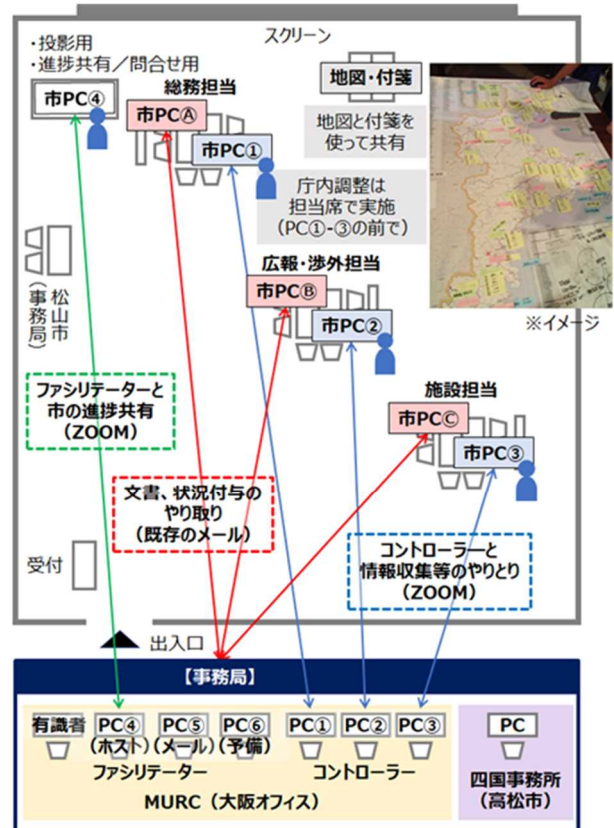 スクリーン
・投影用
・進捗共有／問合せ用
市PC④
総務担当
市PCⒶ
市PC①
地図・付箋
地図と付箋を
使って共有
庁内調整は
担当席で実施
（PC①-③の前で）
※イメージ
松山市
（事務局）
広報・渉外担当
市PCⒷ
市PC②
施設担当
市PCⒸ
市PC③
ファシリテーターと
市の進捗共有
（ZOOM）
文書、状況付与の
やり取り
（既存のメール）
コントローラーと
情報収集等のやりとり
（ZOOM）
受付
出入口
【事務局】
有識者 PC④ PC⑤ PC⑥ PC① PC② PC③ PC
（ホスト）（メール）（予備）
ファシリテーター コントローラー
四国事務所
（高松市）
MURC（大阪オフィス）